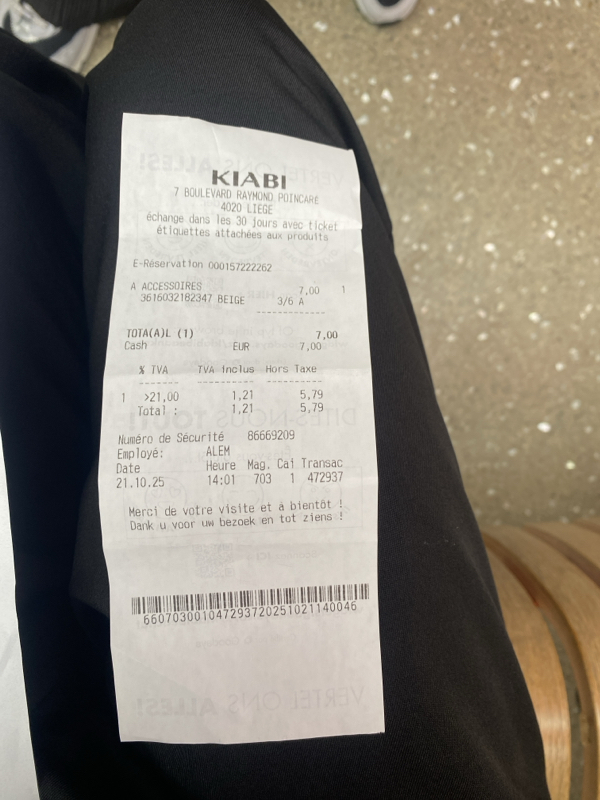 KIABI
7 BOULEVARD RAYMOND POINCARE
4020 LIEGE
échange dans les 30 jours avec ticket
étiquettes attachées aux produits
E-Réservation 000157222262
A ACCESSOIRES 7,00 1
3616032182347 BEIGE 3/6 A
TOTA(A)L (1) 7,00
Cash EUR 7,00
% TVA TVA inclus Hors Taxe
1 >21,00 1,21 5,79
Total : 1,21 5,79
Numéro de Sécurité 86669209
Employé: ALEM
Date Heure Mag. Cai Transac
21.10.25 14:01 703 1 472937
Merci de votre visite et à bientôt !
Dank u voor uw bezoek en tot ziens !
660703001047293720251021140046
VERTEL ONS ALLES!